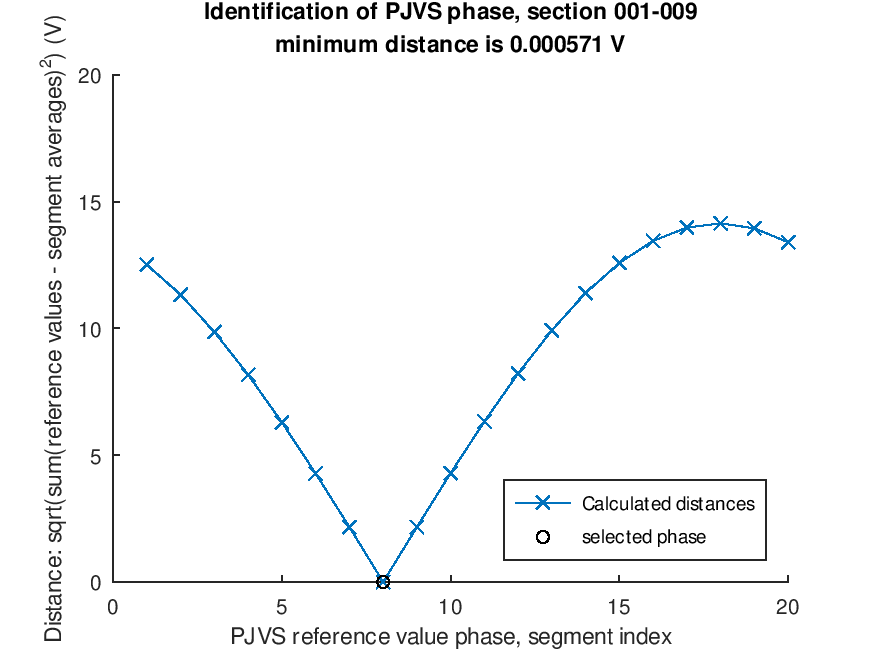 Identification of PJVS phase, section 001-009
minimum distance is 0.000571 V
Distance: sqrt(sum(reference values - segment averages)²) (V)
20
15
10
5
0
0 5 10 15 20
PJVS reference value phase, segment index
Calculated distances
selected phase